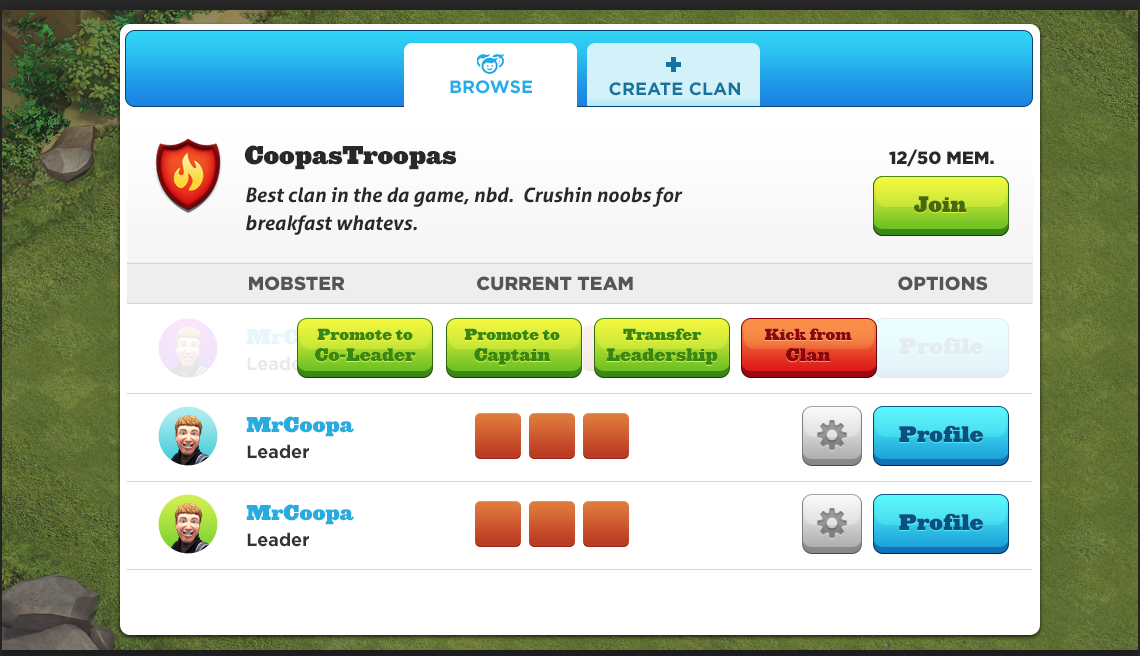 BROWSE
CREATE CLAN
CoopasTroopas
12/50 MEM.
Best clan in the da game, nbd. Crushin noobs for
breakfast whatevs.
Join
MOBSTER CURRENT TEAM OPTIONS
Promote to
Co-Leader
Promote to
Captain
Transfer
Leadership
Kick from
Clan
Profile
MrCoopa
Leader
Profile
MrCoopa
Leader
Profile